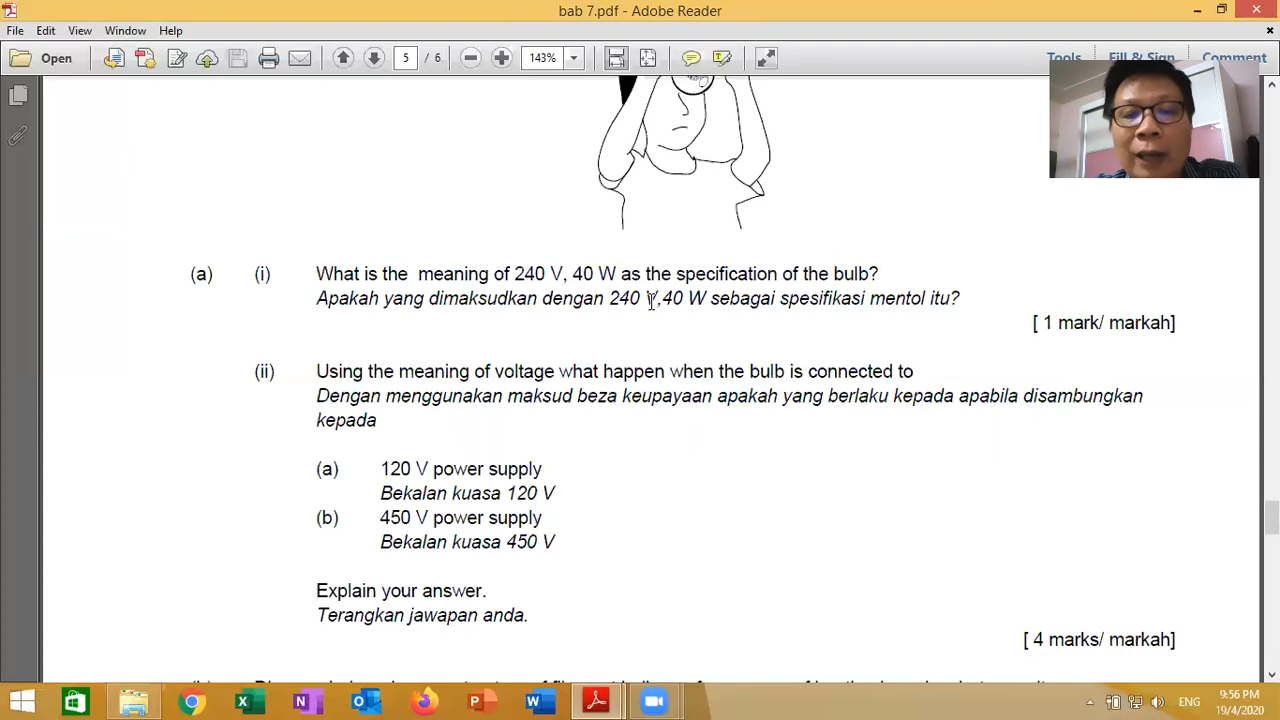 bab 7.pdf - Adobe Reader
File Edit View Window Help
Open 5 / 6 143% Tools Fill & Sign Comment
(a) (i) What is the meaning of 240 V, 40 W as the specification of the bulb?
Apakah yang dimaksudkan dengan 240 V,40 W sebagai spesifikasi mentol itu?
[ 1 mark/ markah]
(ii) Using the meaning of voltage what happen when the bulb is connected to
Dengan menggunakan maksud beza keupayaan apakah yang berlaku kepada apabila disambungkan
kepada
(a) 120 V power supply
Bekalan kuasa 120 V
(b) 450 V power supply
Bekalan kuasa 450 V
Explain your answer.
Terangkan jawapan anda.
[ 4 marks/ markah]
ENG
9:56 PM
19/4/2020